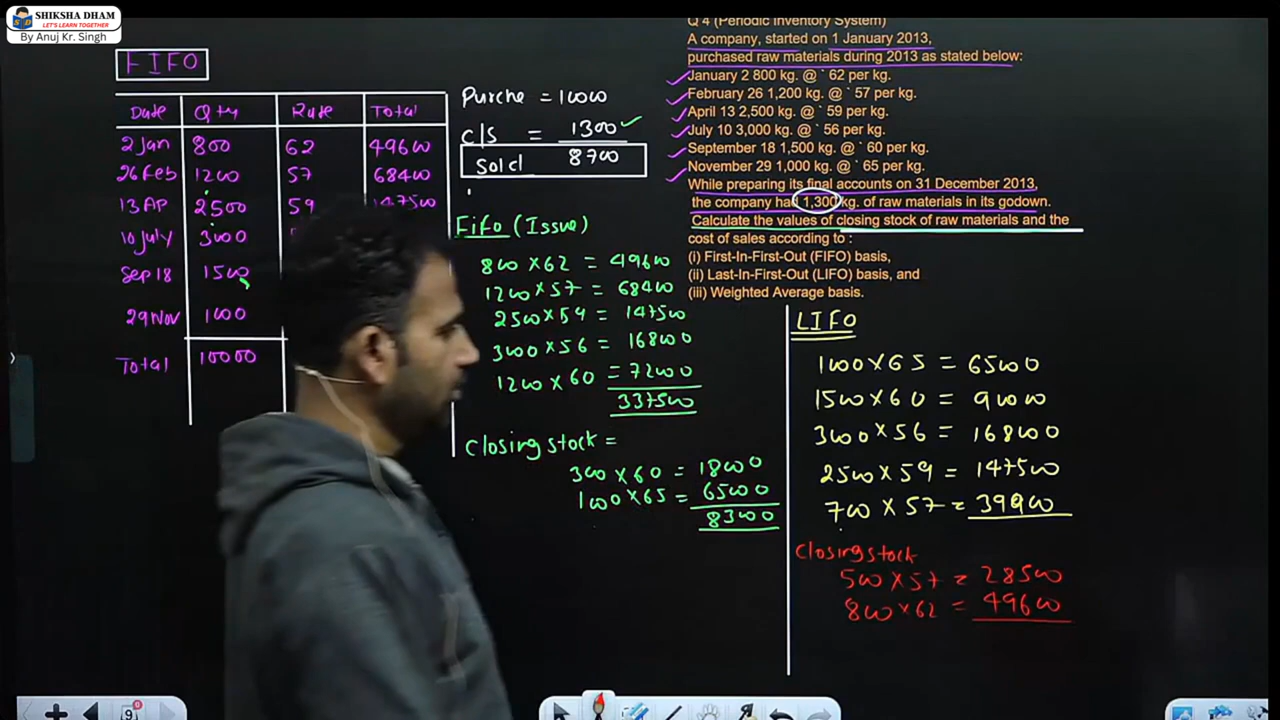 SHIKSHA DHAM
LET'S LEARN TOGETHER
By Anuj Kr. Singh
FIFO
Date Qty Rate Total
2 Jan 800 62 49600
26 Feb 1200 57 68400
13 AP 2500 59 147500
10 july 3000
Sep 18 1500
29 Nov 1000
Total 10000
Purche = 10000
C/S = 1300
Sold 8700
Fifo (Issue)
800 X 62 = 49600
1200 X 57 = 68400
2500 X 59 = 147500
3000 X 56 = 168000
1200 X 60 = 72000
337500
Closing stock =
300 X 60 = 18000
1000 X 65 = 65000
83000
Q 4 (Periodic Inventory System)
A company, started on 1 January 2013,
purchased raw materials during 2013 as stated below:
January 2 800 kg. @ ` 62 per kg.
February 26 1,200 kg. @ ` 57 per kg.
April 13 2,500 kg. @ ` 59 per kg.
July 10 3,000 kg. @ ` 56 per kg.
September 18 1,500 kg. @ ` 60 per kg.
November 29 1,000 kg. @ ` 65 per kg.
While preparing its final accounts on 31 December 2013,
the company had 1,300 kg. of raw materials in its godown.
Calculate the values of closing stock of raw materials and the
cost of sales according to :
(i) First-In-First-Out (FIFO) basis,
(ii) Last-In-First-Out (LIFO) basis, and
(iii) Weighted Average basis.
LIFO
1000 X 65 = 65000
1500 X 60 = 90000
3000 X 56 = 168000
2500 X 59 = 147500
700 X 57 = 39900
Closing stock
500 X 57 = 28500
800 X 62 = 49600
9